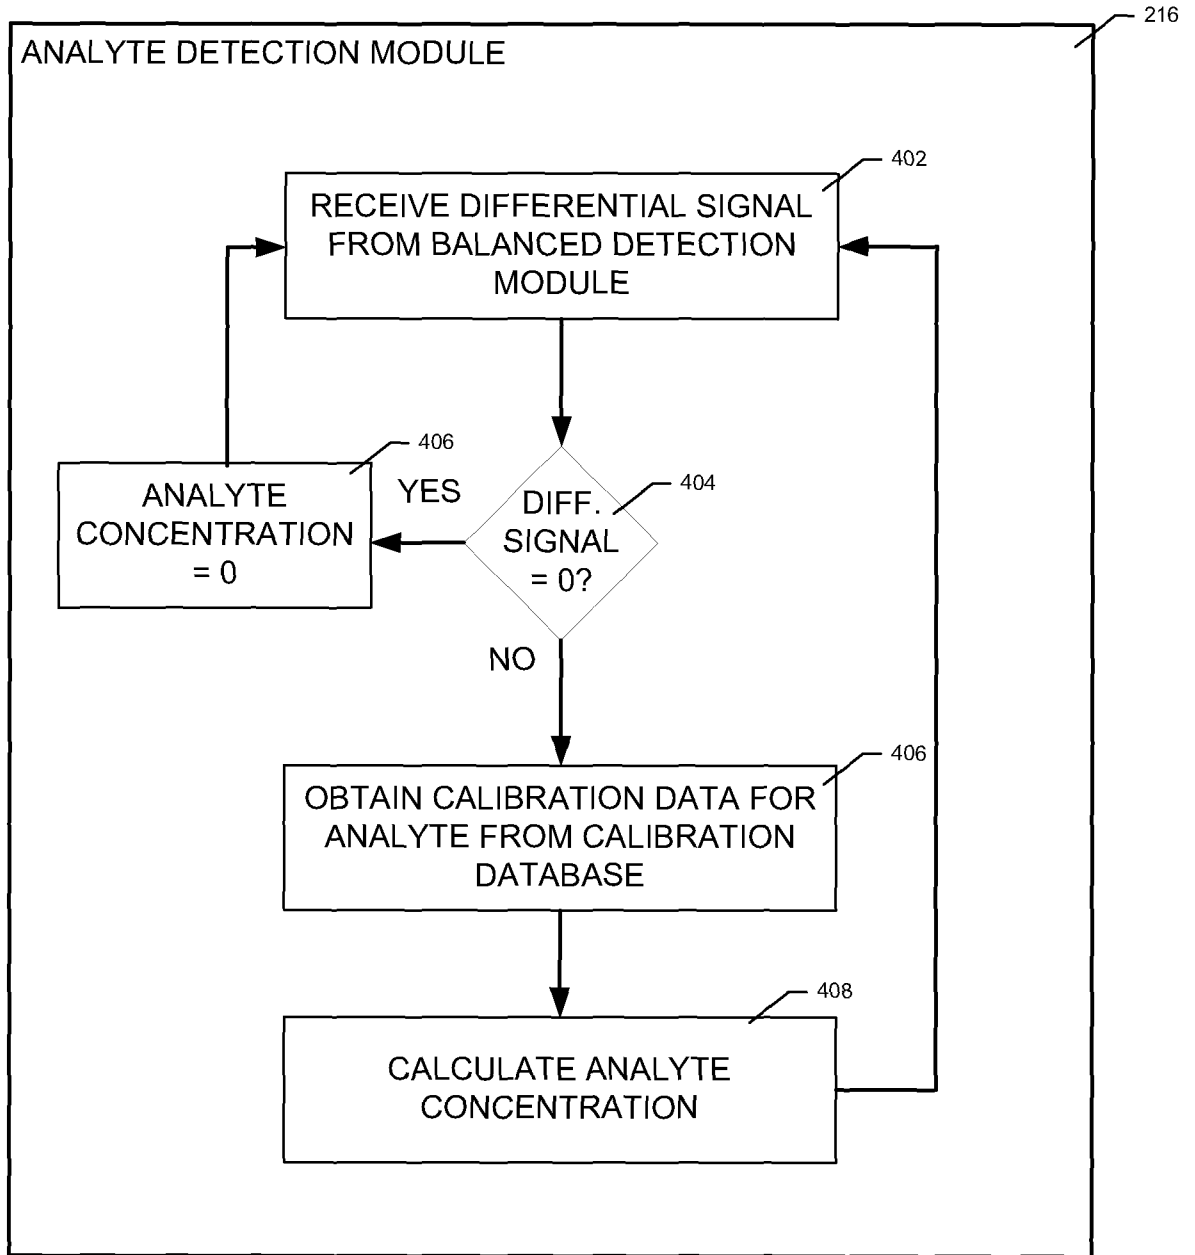 216
ANALYTE DETECTION MODULE
402
RECEIVE DIFFERENTIAL SIGNAL
FROM BALANCED DETECTION
MODULE
406
ANALYTE
CONCENTRATION
= 0
YES
404
DIFF.
SIGNAL
= 0?
NO
406
OBTAIN CALIBRATION DATA FOR
ANALYTE FROM CALIBRATION
DATABASE
408
CALCULATE ANALYTE
CONCENTRATION